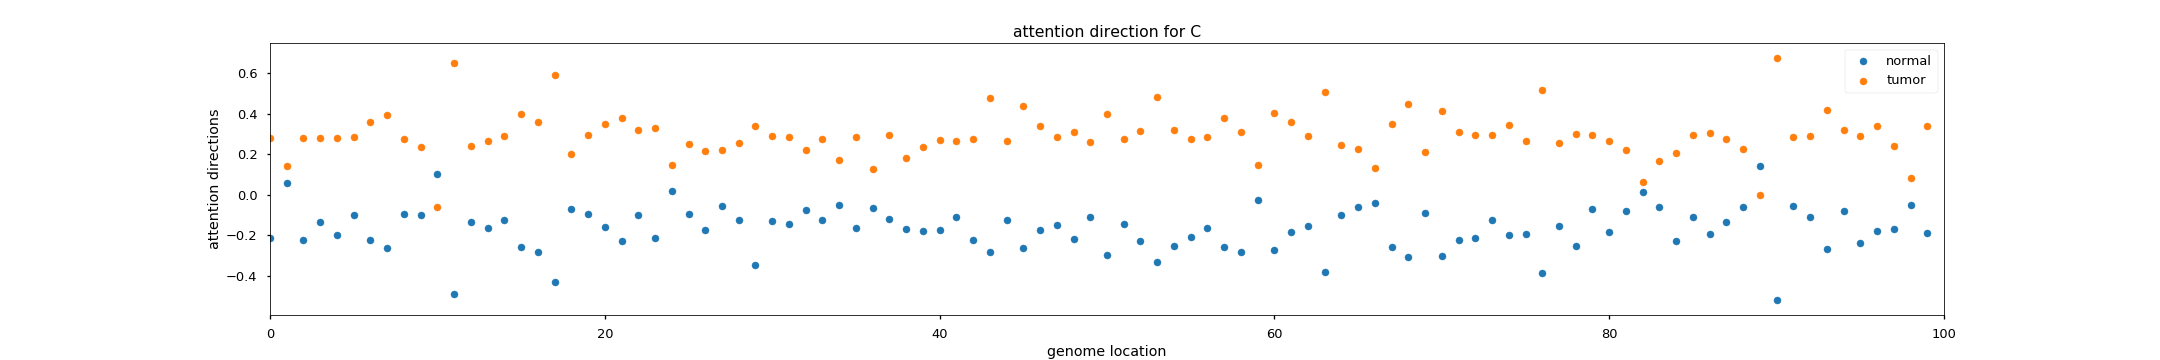 attention direction for C
attention directions
0.6
0.4
0.2
0.0
−0.2
−0.4
normal
tumor
0 20 40 60 80 100
genome location